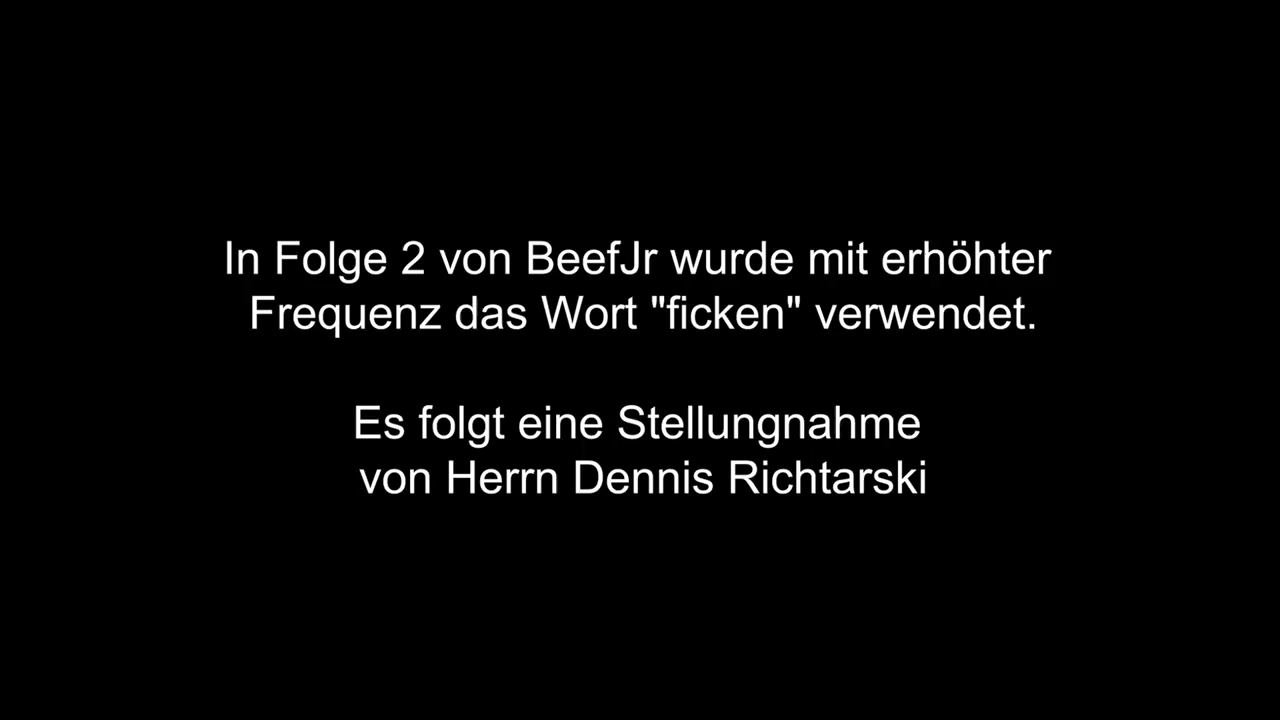 In Folge 2 von BeefJr wurde mit erhöhter
Frequenz das Wort "ficken" verwendet.
Es folgt eine Stellungnahme
von Herrn Dennis Richtarski